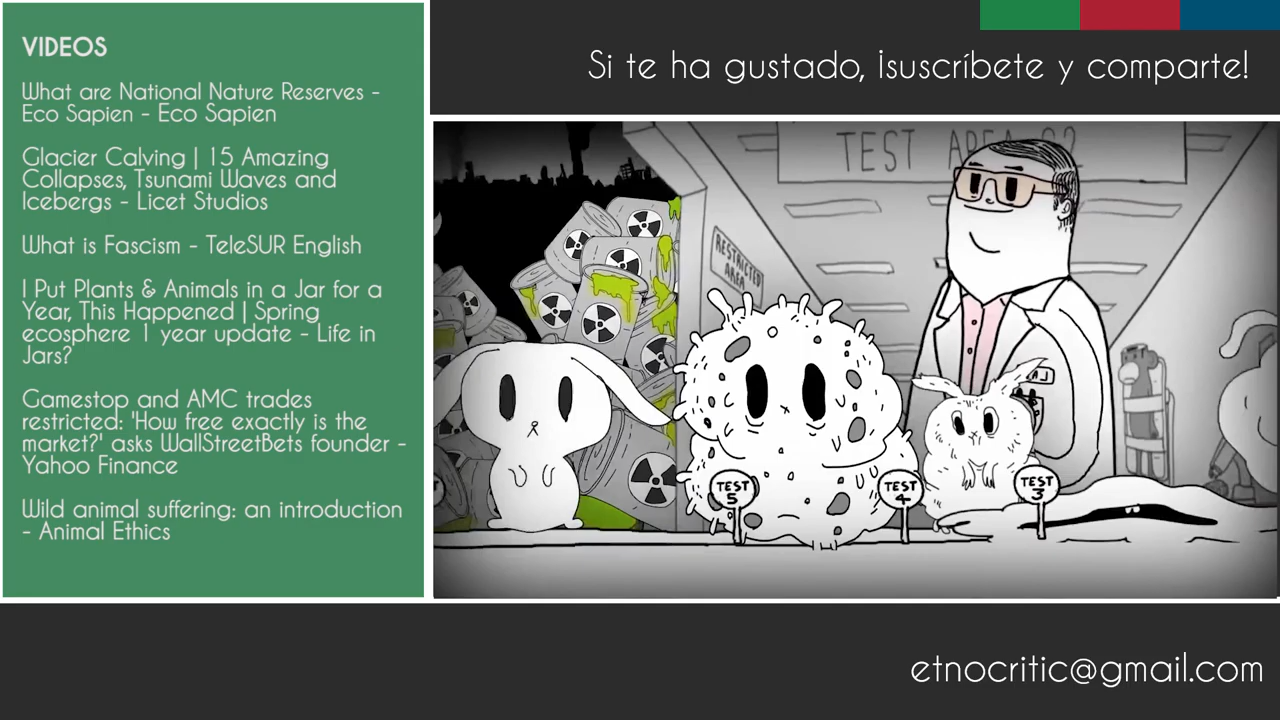 VIDEOS
What are National Nature Reserves -
Eco Sapien - Eco Sapien
Glacier Calving | 15 Amazing
Collapses, Tsunami Waves and
Icebergs - Licet Studios
What is Fascism - TeleSUR English
I Put Plants & Animals in a Jar for a
Year, This Happened | Spring
ecosphere 1 year update - Life in
Jars?
Gamestop and AMC trades
restricted: 'How free exactly is the
market?' asks WallStreetBets founder -
Yahoo Finance
Wild animal suffering: an introduction
- Animal Ethics
Si te ha gustado, ¡suscríbete y comparte!
TEST AREA
RESTRICTED
AREA
TEST
5
TEST
4
TEST
3
etnocritic@gmail.com